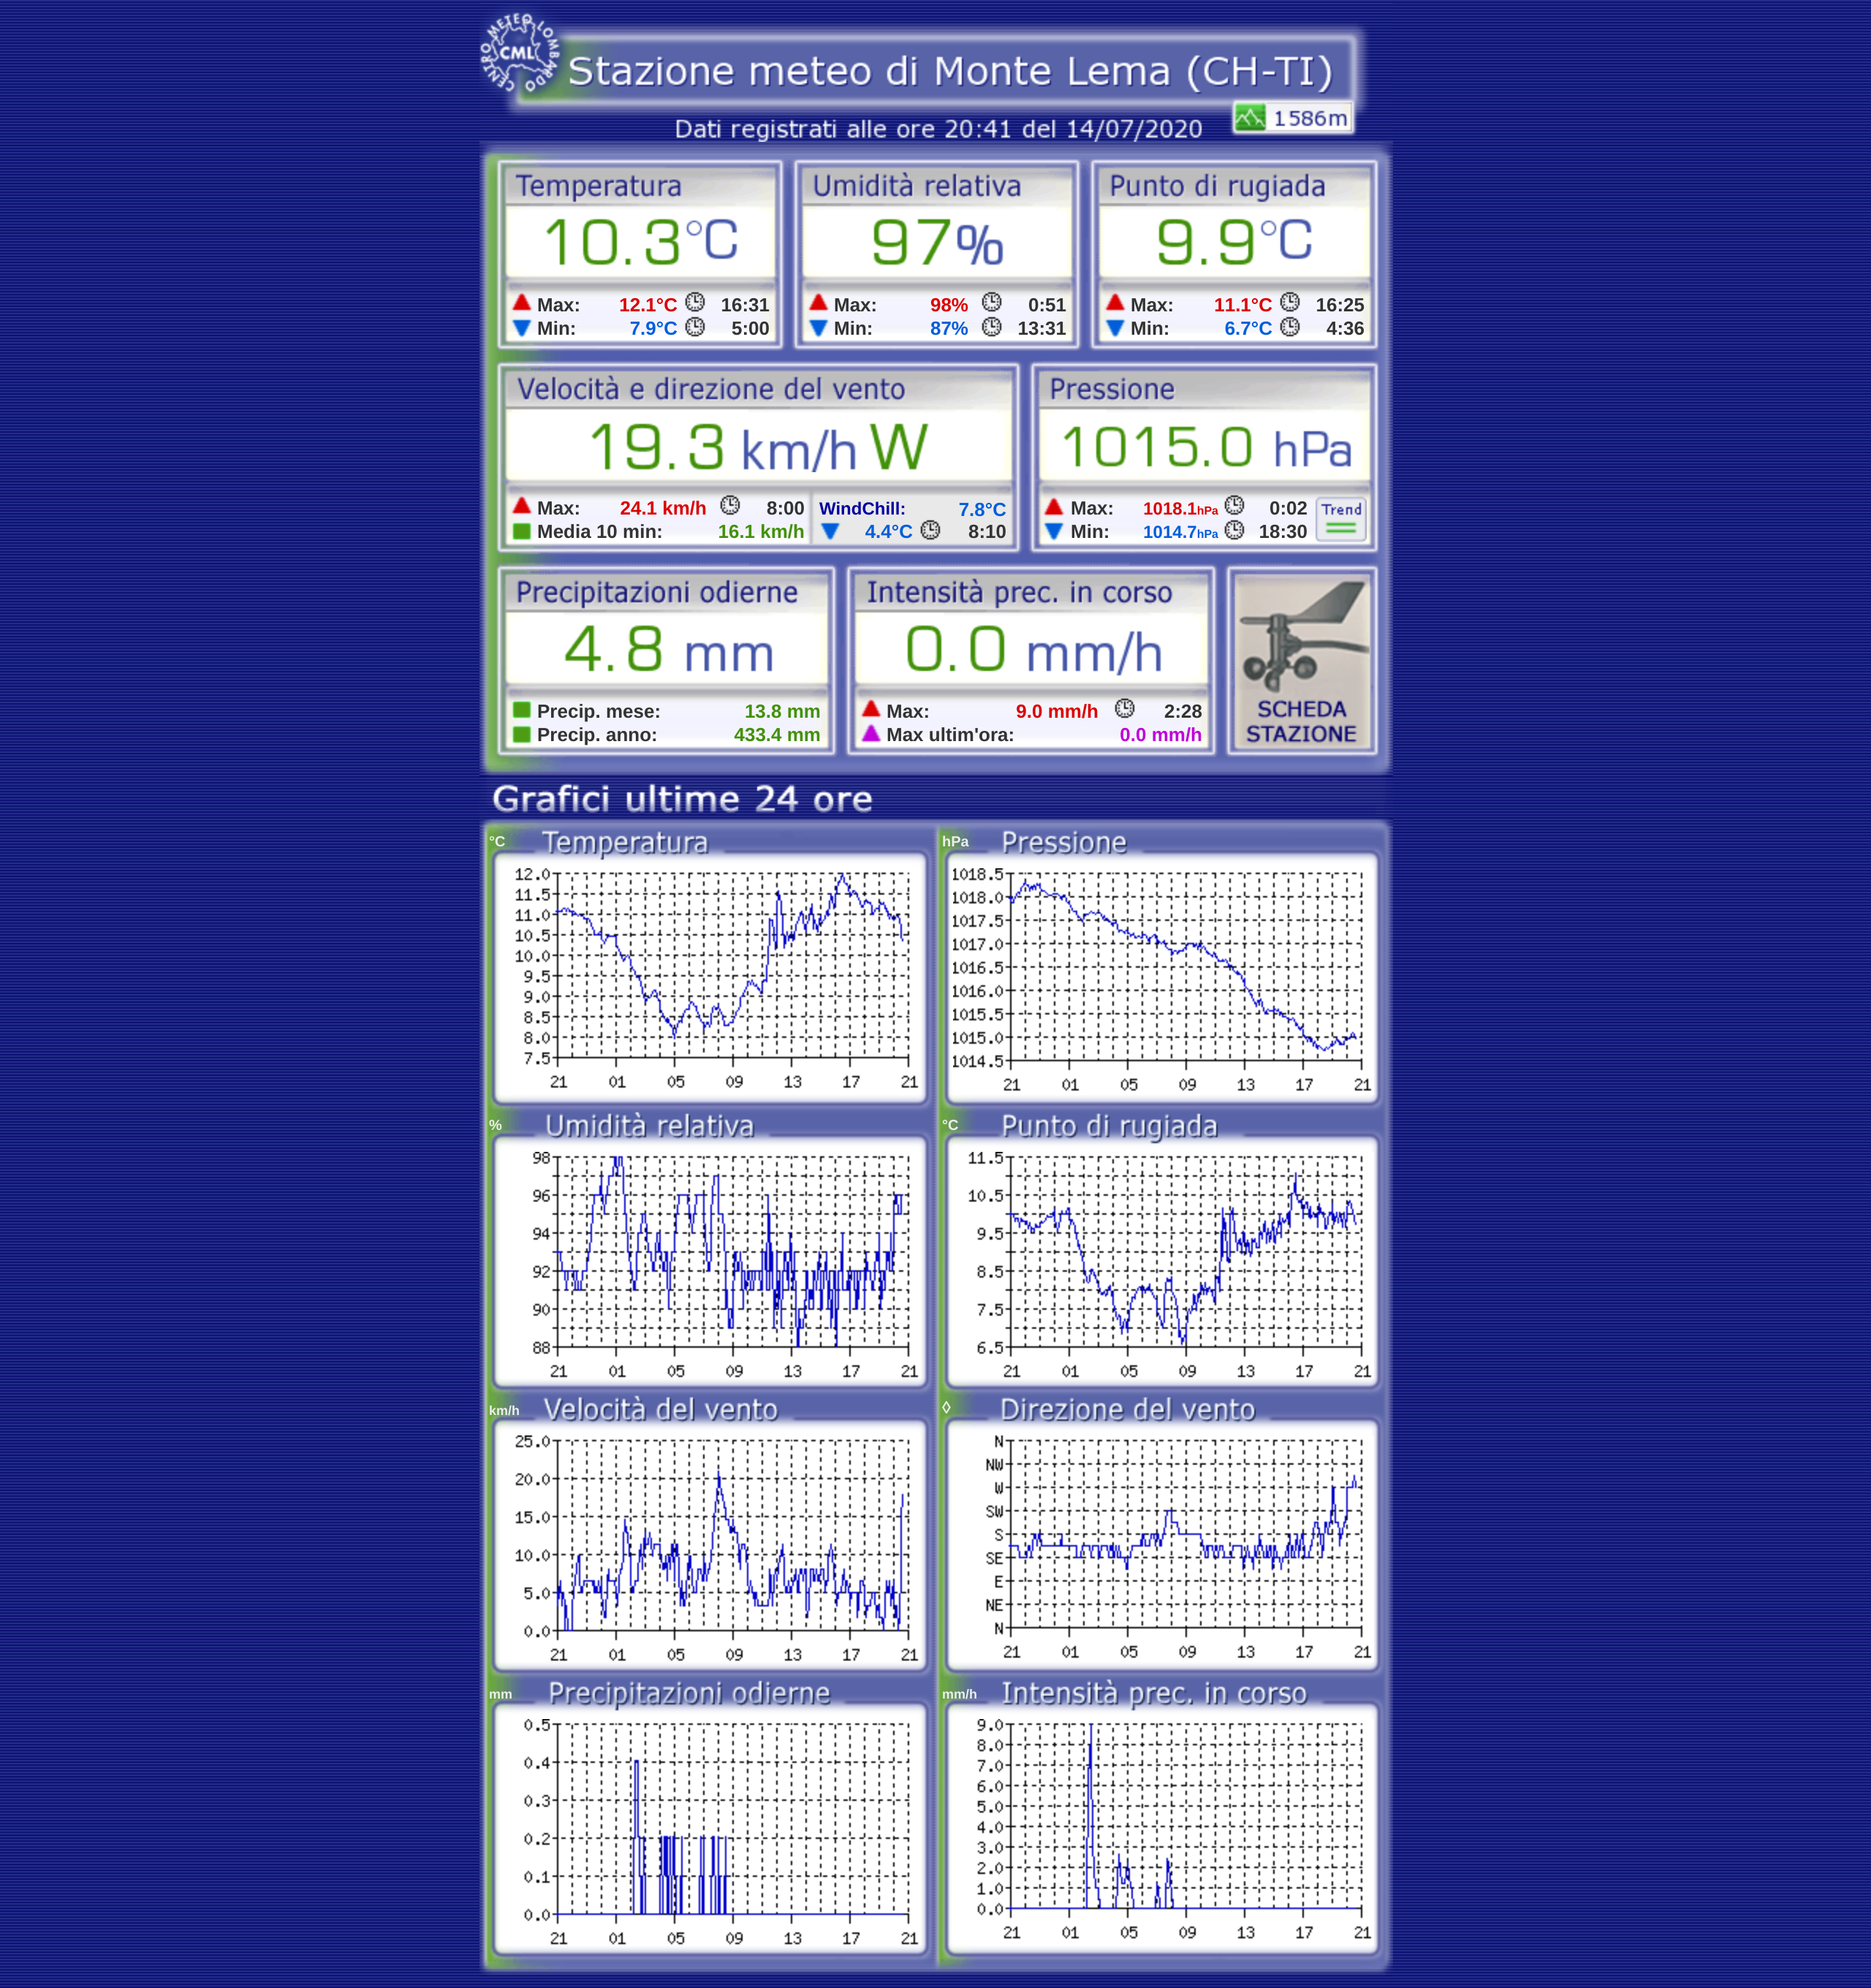 CENTRO METEO LOMBARDO
CML
Stazione meteo di Monte Lema (CH-TI)
1586m
Dati registrati alle ore 20:41 del 14/07/2020
Temperatura
10.3°C
Max: 12.1°C 16:31
Min: 7.9°C 5:00
Umidità relativa
97%
Max: 98% 0:51
Min: 87% 13:31
Punto di rugiada
9.9°C
Max: 11.1°C 16:25
Min: 6.7°C 4:36
Velocità e direzione del vento
19.3 km/h W
Max: 24.1 km/h 8:00
Media 10 min: 16.1 km/h
WindChill: 7.8°C
4.4°C 8:10
Pressione
1015.0 hPa
Max: 1018.1hPa 0:02
Min: 1014.7hPa 18:30
Trend
Precipitazioni odierne
4.8 mm
Precip. mese: 13.8 mm
Precip. anno: 433.4 mm
Intensità prec. in corso
0.0 mm/h
Max: 9.0 mm/h 2:28
Max ultim'ora: 0.0 mm/h
SCHEDA
STAZIONE
Grafici ultime 24 ore
°C Temperatura
12.0
11.5
11.0
10.5
10.0
9.5
9.0
8.5
8.0
7.5
21 01 05 09 13 17 21
hPa Pressione
1018.5
1018.0
1017.5
1017.0
1016.5
1016.0
1015.5
1015.0
1014.5
21 01 05 09 13 17 21
% Umidità relativa
98
96
94
92
90
88
21 01 05 09 13 17 21
°C Punto di rugiada
11.5
10.5
9.5
8.5
7.5
6.5
21 01 05 09 13 17 21
km/h Velocità del vento
25.0
20.0
15.0
10.0
5.0
0.0
21 01 05 09 13 17 21
◊ Direzione del vento
N
NW
W
SW
S
SE
E
NE
N
21 01 05 09 13 17 21
mm Precipitazioni odierne
0.5
0.4
0.3
0.2
0.1
0.0
21 01 05 09 13 17 21
mm/h Intensità prec. in corso
9.0
8.0
7.0
6.0
5.0
4.0
3.0
2.0
1.0
0.0
21 01 05 09 13 17 21